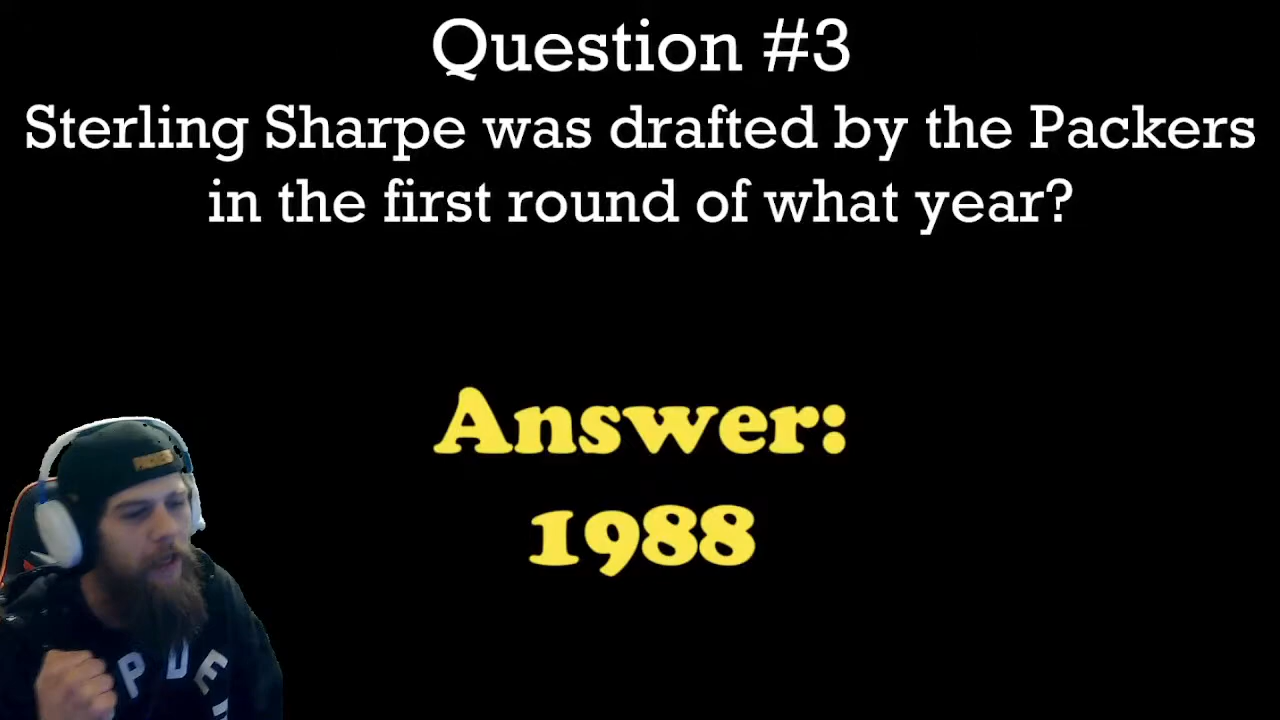 Question #3
Sterling Sharpe was drafted by the Packers
in the first round of what year?
Answer:
1988